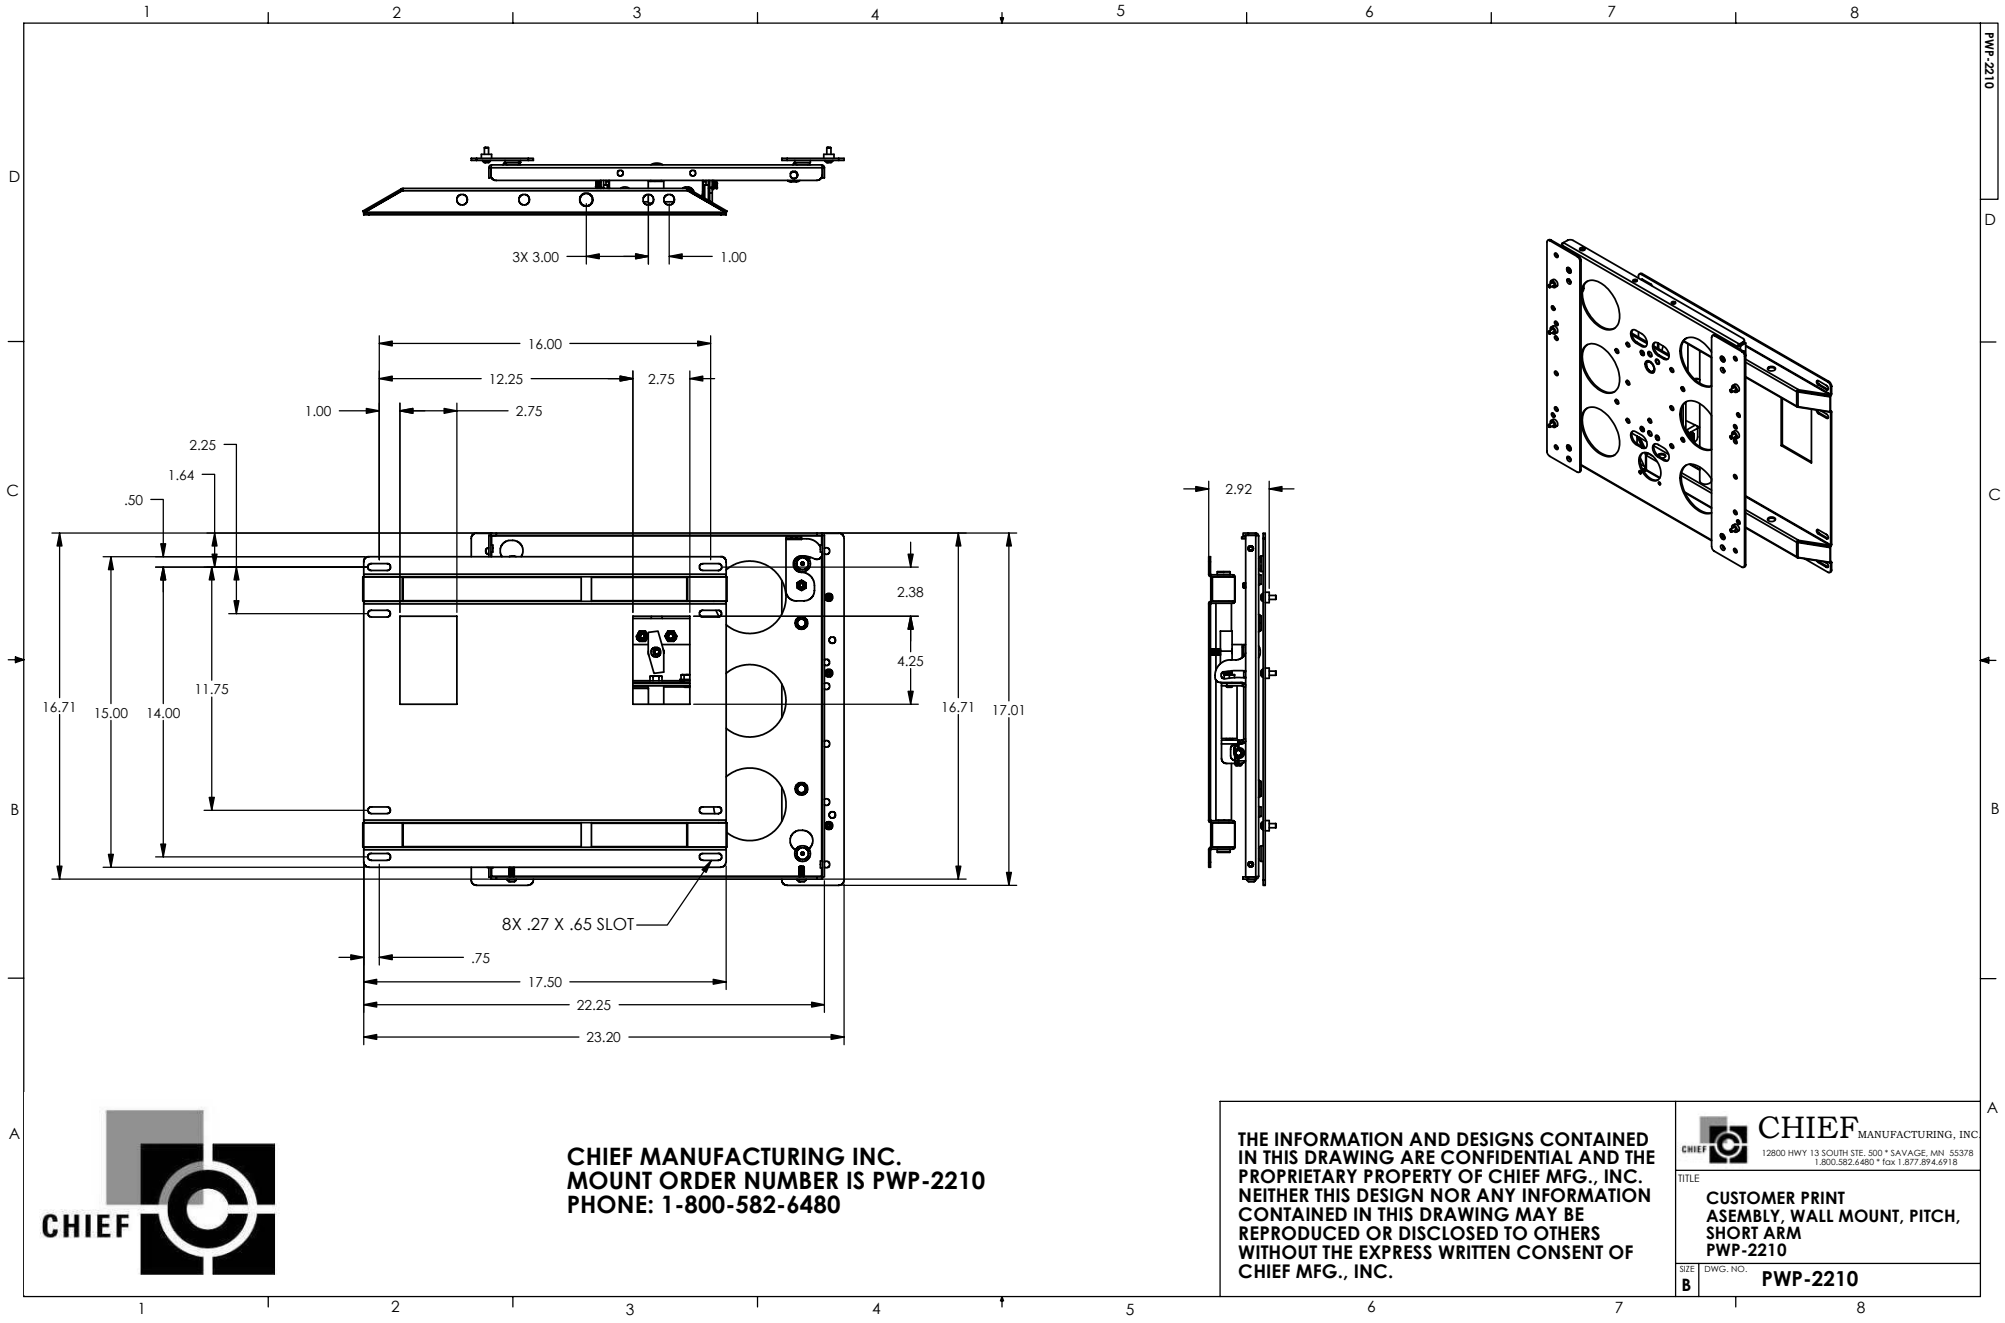 1 2 3 4 5 6 7 8
PWP-2210
D
D
3X 3.00
1.00
16.00
12.25
2.75
1.00
2.75
2.25
1.64
.50
C
C
2.92
2.38
4.25
11.75
16.71
15.00
14.00
16.71
17.01
B
B
8X .27 X .65 SLOT
.75
17.50
22.25
23.20
A
A
CHIEF
CHIEF MANUFACTURING INC.
MOUNT ORDER NUMBER IS PWP-2210
PHONE: 1-800-582-6480
THE INFORMATION AND DESIGNS CONTAINED
IN THIS DRAWING ARE CONFIDENTIAL AND THE
PROPRIETARY PROPERTY OF CHIEF MFG., INC.
NEITHER THIS DESIGN NOR ANY INFORMATION
CONTAINED IN THIS DRAWING MAY BE
REPRODUCED OR DISCLOSED TO OTHERS
WITHOUT THE EXPRESS WRITTEN CONSENT OF
CHIEF MFG., INC.
CHIEF
CHIEF MANUFACTURING, INC.
12800 HWY 13 SOUTH STE. 500 * SAVAGE, MN 55378
1.800.582.6480 * fax 1.877.894.6918
TITLE
CUSTOMER PRINT
ASEMBLY, WALL MOUNT, PITCH,
SHORT ARM
PWP-2210
SIZE
B
DWG. NO.
PWP-2210
1 2 3 4 5 6 7 8